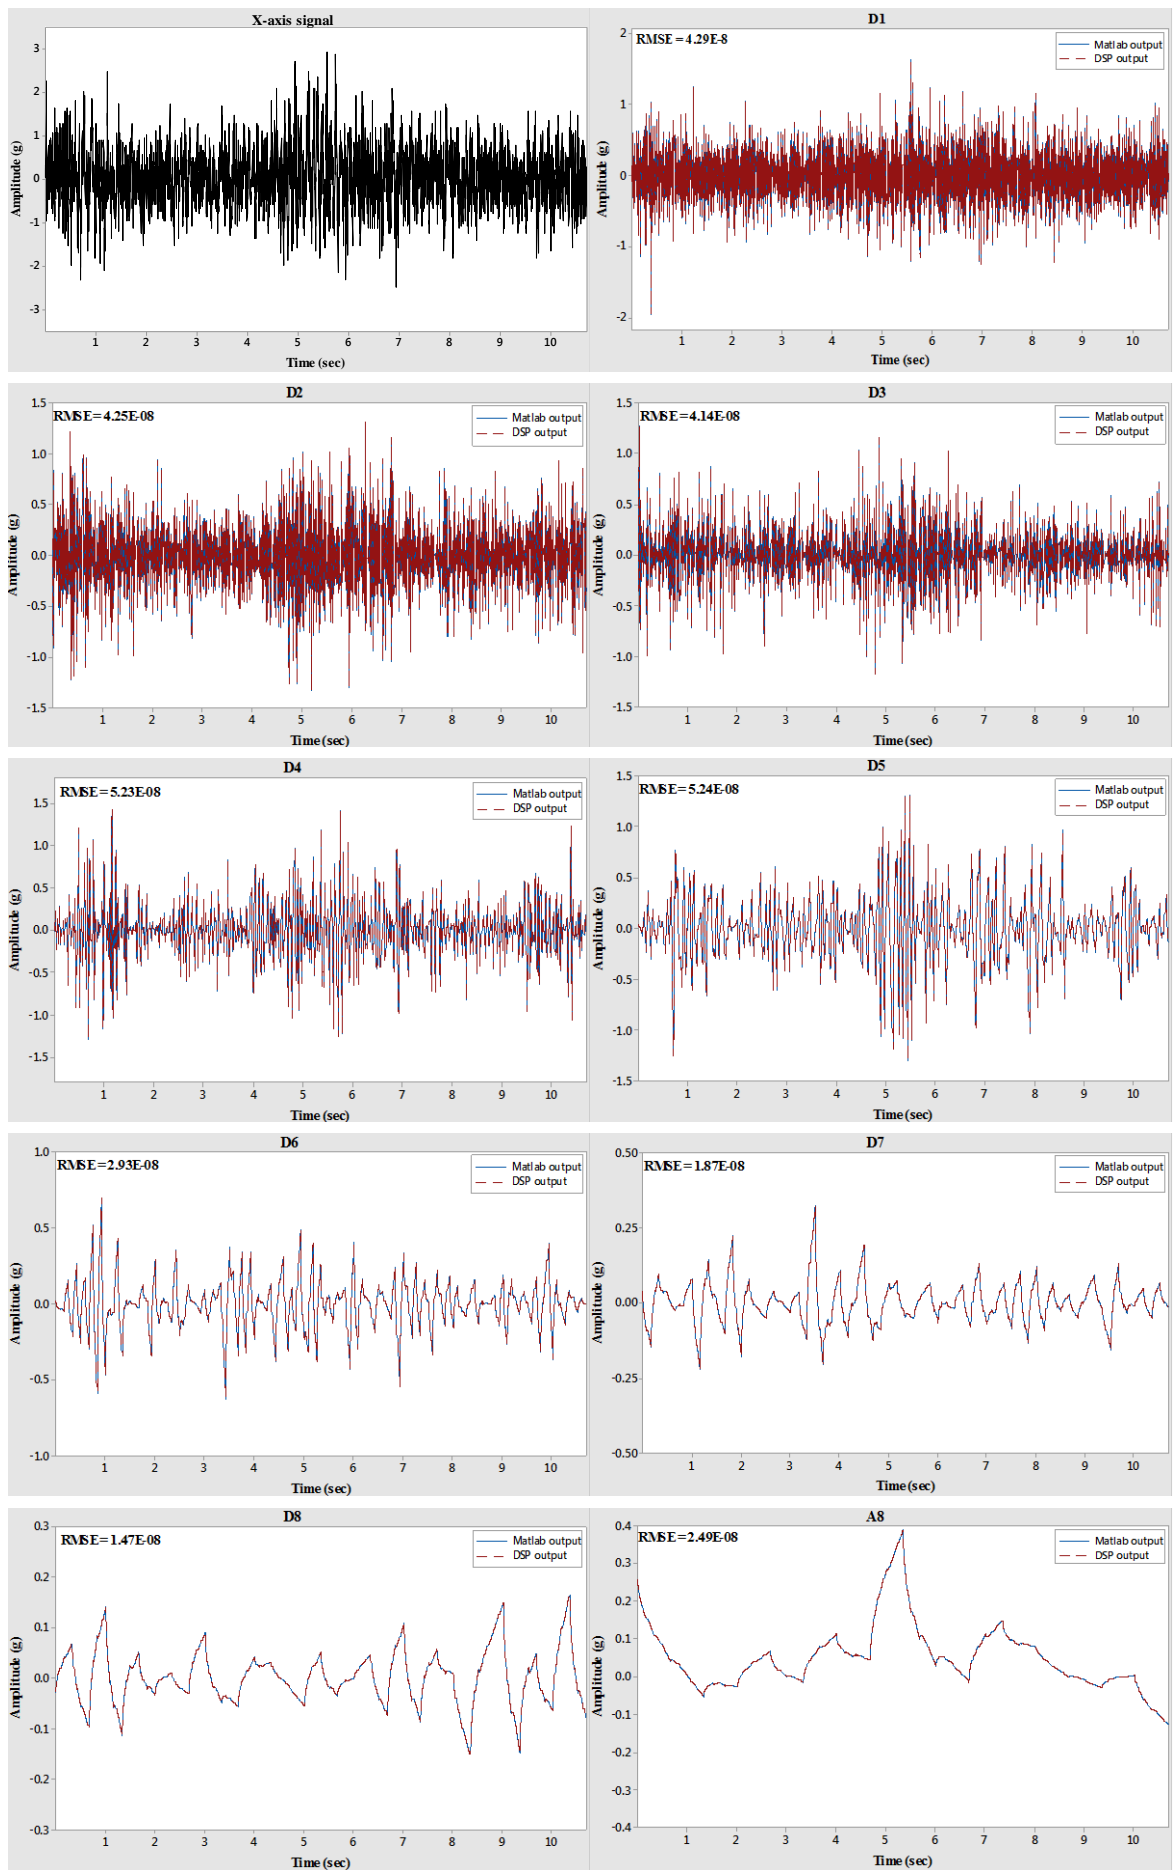 X-axis signal
Amplitude (g)
3
2
1
0
-1
-2
-3
1 2 3 4 5 6 7 8 9 10
Time (sec)
D1
RMSE = 4.29E-8
Matlab output
DSP output
Amplitude (g)
2
1
0
-1
-2
1 2 3 4 5 6 7 8 9 10
Time (sec)
D2
RMSE = 4.25E-08
Matlab output
DSP output
Amplitude (g)
1.5
1.0
0.5
0.0
-0.5
-1.0
-1.5
1 2 3 4 5 6 7 8 9 10
Time (sec)
D3
RMSE = 4.14E-08
Matlab output
DSP output
Amplitude (g)
1.5
1.0
0.5
0.0
-0.5
-1.0
-1.5
1 2 3 4 5 6 7 8 9 10
Time (sec)
D4
RMSE = 5.23E-08
Matlab output
DSP output
Amplitude (g)
1.5
1.0
0.5
0.0
-0.5
-1.0
-1.5
1 2 3 4 5 6 7 8 9 10
Time (sec)
D5
RMSE = 5.24E-08
Matlab output
DSP output
Amplitude (g)
1.5
1.0
0.5
0.0
-0.5
-1.0
-1.5
1 2 3 4 5 6 7 8 9 10
Time (sec)
D6
RMSE = 2.93E-08
Matlab output
DSP output
Amplitude (g)
1.0
0.5
0.0
-0.5
-1.0
1 2 3 4 5 6 7 8 9 10
Time (sec)
D7
RMSE = 1.87E-08
Matlab output
DSP output
Amplitude (g)
0.50
0.25
0.00
-0.25
-0.50
1 2 3 4 5 6 7 8 9 10
Time (sec)
D8
RMSE = 1.47E-08
Matlab output
DSP output
Amplitude (g)
0.3
0.2
0.1
0.0
-0.1
-0.2
-0.3
1 2 3 4 5 6 7 8 9 10
Time (sec)
A8
RMSE = 2.49E-08
Matlab output
DSP output
Amplitude (g)
0.4
0.3
0.2
0.1
0.0
-0.1
-0.2
-0.3
-0.4
1 2 3 4 5 6 7 8 9 10
Time (sec)